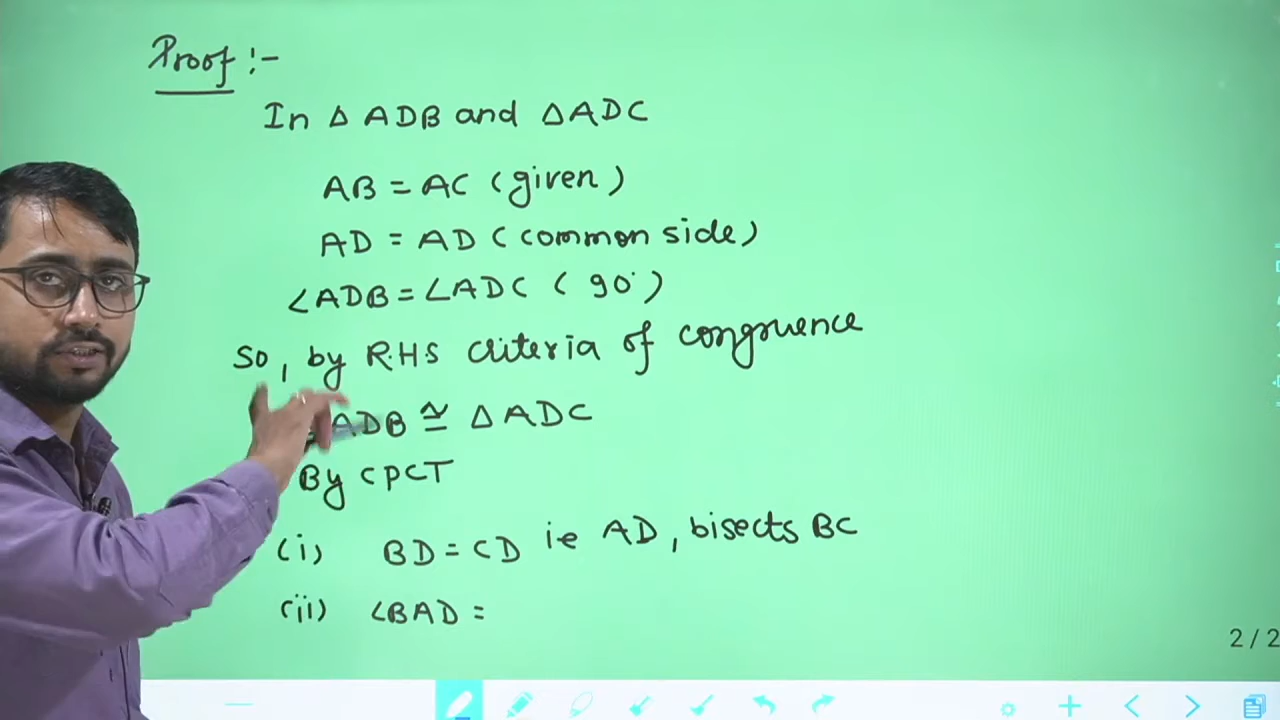 Proof :-
In △ ADB and △ADC
AB = AC (given)
AD = AD (common side)
∠ADB = ∠ADC (90°)
So, by R.H.S criteria of congruence
ADB ≅ △ADC
By CPCT
(i) BD = CD ie AD, bisects BC
(ii) ∠BAD =
2/2